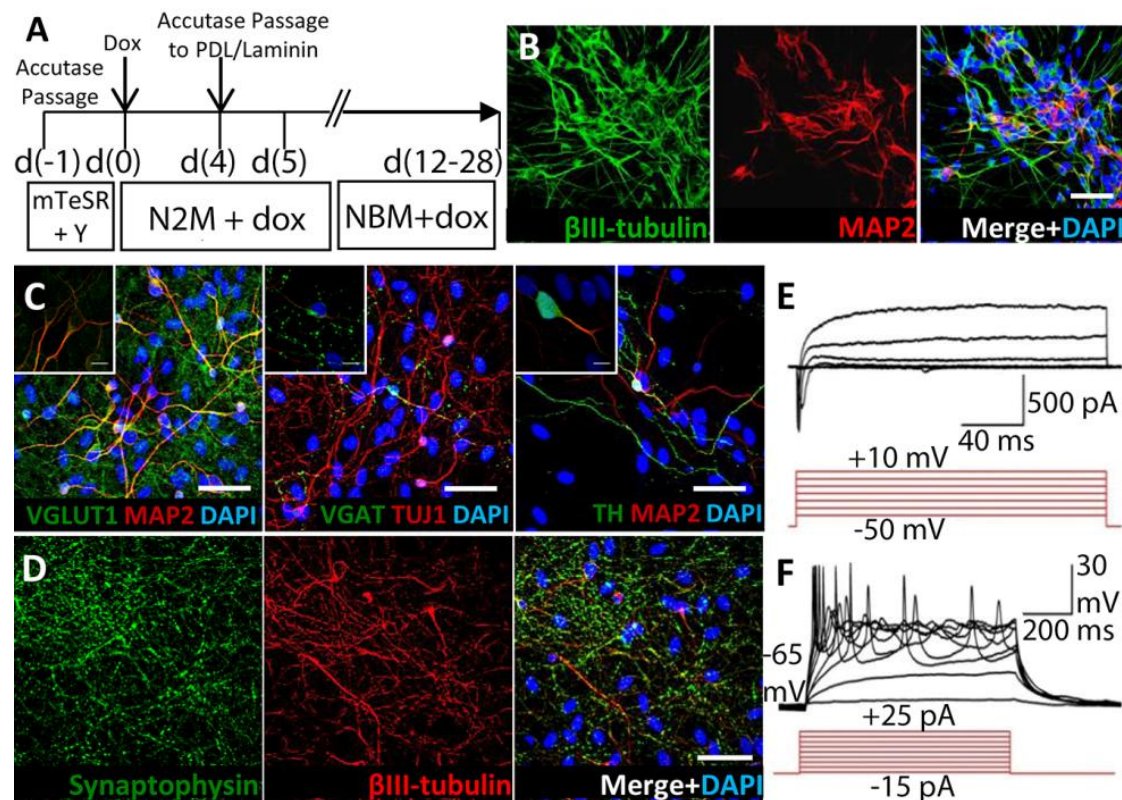 A
Accutase
Passage
Dox
Accutase Passage
to PDL/Laminin
d(-1) d(0) d(4) d(5) d(12-28)
mTeSR
+ Y
N2M + dox
NBM+dox
B
βIII-tubulin
MAP2
Merge+DAPI
C
VGLUT1 MAP2 DAPI
VGAT TUJ1 DAPI
TH MAP2 DAPI
D
Synaptophysin
βIII-tubulin
Merge+DAPI
E
500 pA
40 ms
+10 mV
-50 mV
F
30
mV
200 ms
-65
mV
+25 pA
-15 pA